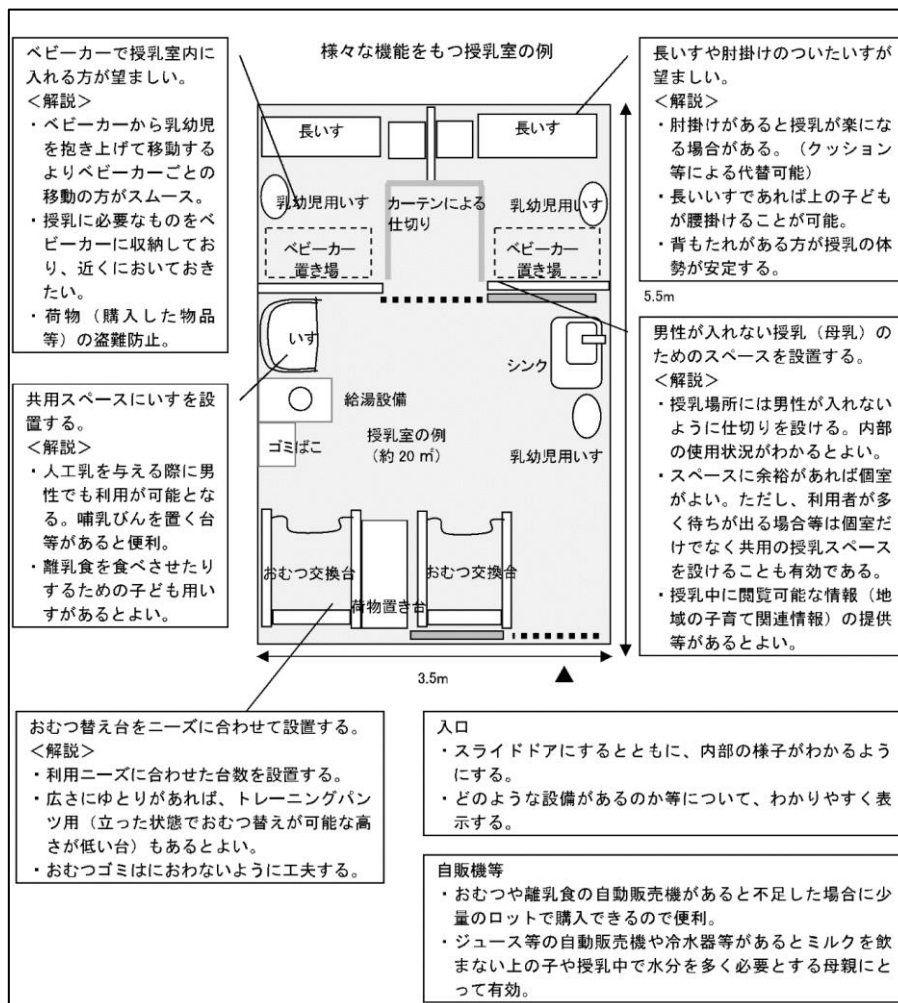 様々な機能をもつ授乳室の例
ベビーカーで授乳室内に
入れる方が望ましい。
＜解説＞
・ベビーカーから乳幼児
を抱き上げて移動する
よりベビーカーごとの
移動の方がスムース。
・授乳に必要なものをベ
ビーカーに収納してお
り、近くにおいておき
たい。
・荷物（購入した物品
等）の盗難防止。
共用スペースにいすを設
置する。
＜解説＞
・人工乳を与える際に男
性でも利用が可能とな
る。哺乳びんを置く台
等があると便利。
・離乳食を食べさせたり
するための子ども用い
すがあるとよい。
長いす
長いす
乳幼児用いす
カーテンによる
仕切り
乳幼児用いす
ベビーカー
置き場
ベビーカー
置き場
いす
シンク
給湯設備
ゴミばこ
授乳室の例
（約 20 ㎡）
乳幼児用いす
おむつ交換台
おむつ交換台
荷物置き台
5.5m
3.5m
長いすや肘掛けのついたいすが
望ましい。
＜解説＞
・肘掛けがあると授乳が楽にな
る場合がある。（クッション
等による代替可能）
・長いいすであれば上の子ども
が腰掛けることが可能。
・背もたれがある方が授乳の体
勢が安定する。
男性が入れない授乳（母乳）の
ためのスペースを設置する。
＜解説＞
・授乳場所には男性が入れない
ように仕切りを設ける。内部
の使用状況がわかるとよい。
・スペースに余裕があれば個室
がよい。ただし、利用者が多
く待ちが出る場合等は個室だ
けでなく共用の授乳スペース
を設けることも有効である。
・授乳中に閲覧可能な情報（地
域の子育て関連情報）の提供
等があるとよい。
おむつ替え台をニーズに合わせて設置する。
＜解説＞
・利用ニーズに合わせた台数を設置する。
・広さにゆとりがあれば、トレーニングパン
ツ用（立った状態でおむつ替えが可能な高
さが低い台）もあるとよい。
・おむつゴミはにおわないように工夫する。
入口
・スライドドアにするとともに、内部の様子がわかるよう
にする。
・どのような設備があるのか等について、わかりやすく表
示する。
自販機等
・おむつや離乳食の自動販売機があると不足した場合に少
量のロットで購入できるので便利。
・ジュース等の自動販売機や冷水器等があるとミルクを飲
まない上の子や授乳中で水分を多く必要とする母親にと
って有効。